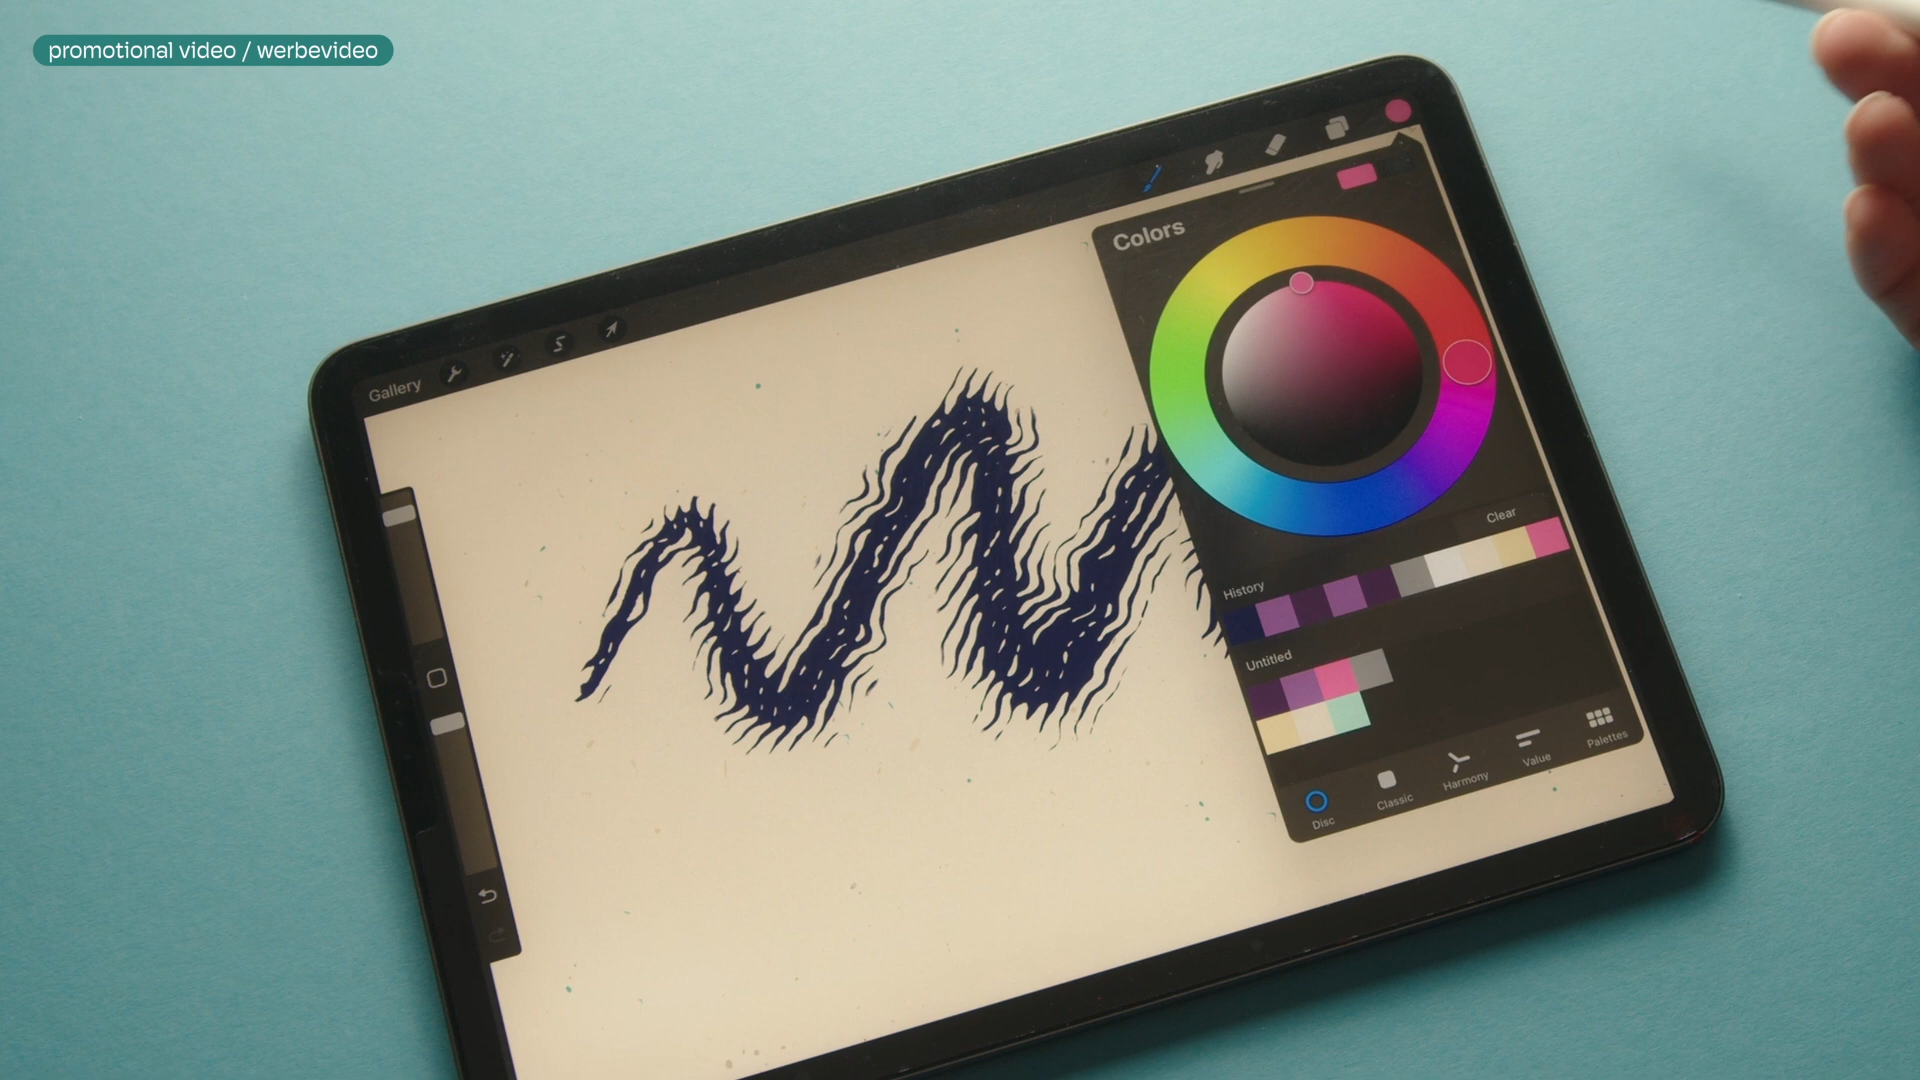 promotional video / werbevideo
Gallery
Colors
Clear
History
Untitled
Disc
Classic
Harmony
Value
Palettes